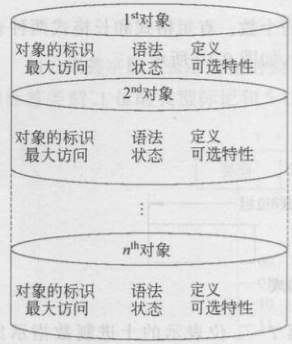 1st对象
对象的标识 语法 定义
最大访问 状态 可选特性
2nd对象
对象的标识 语法 定义
最大访问 状态 可选特性
⋮
nth对象
对象的标识 语法 定义
最大访问 状态 可选特性